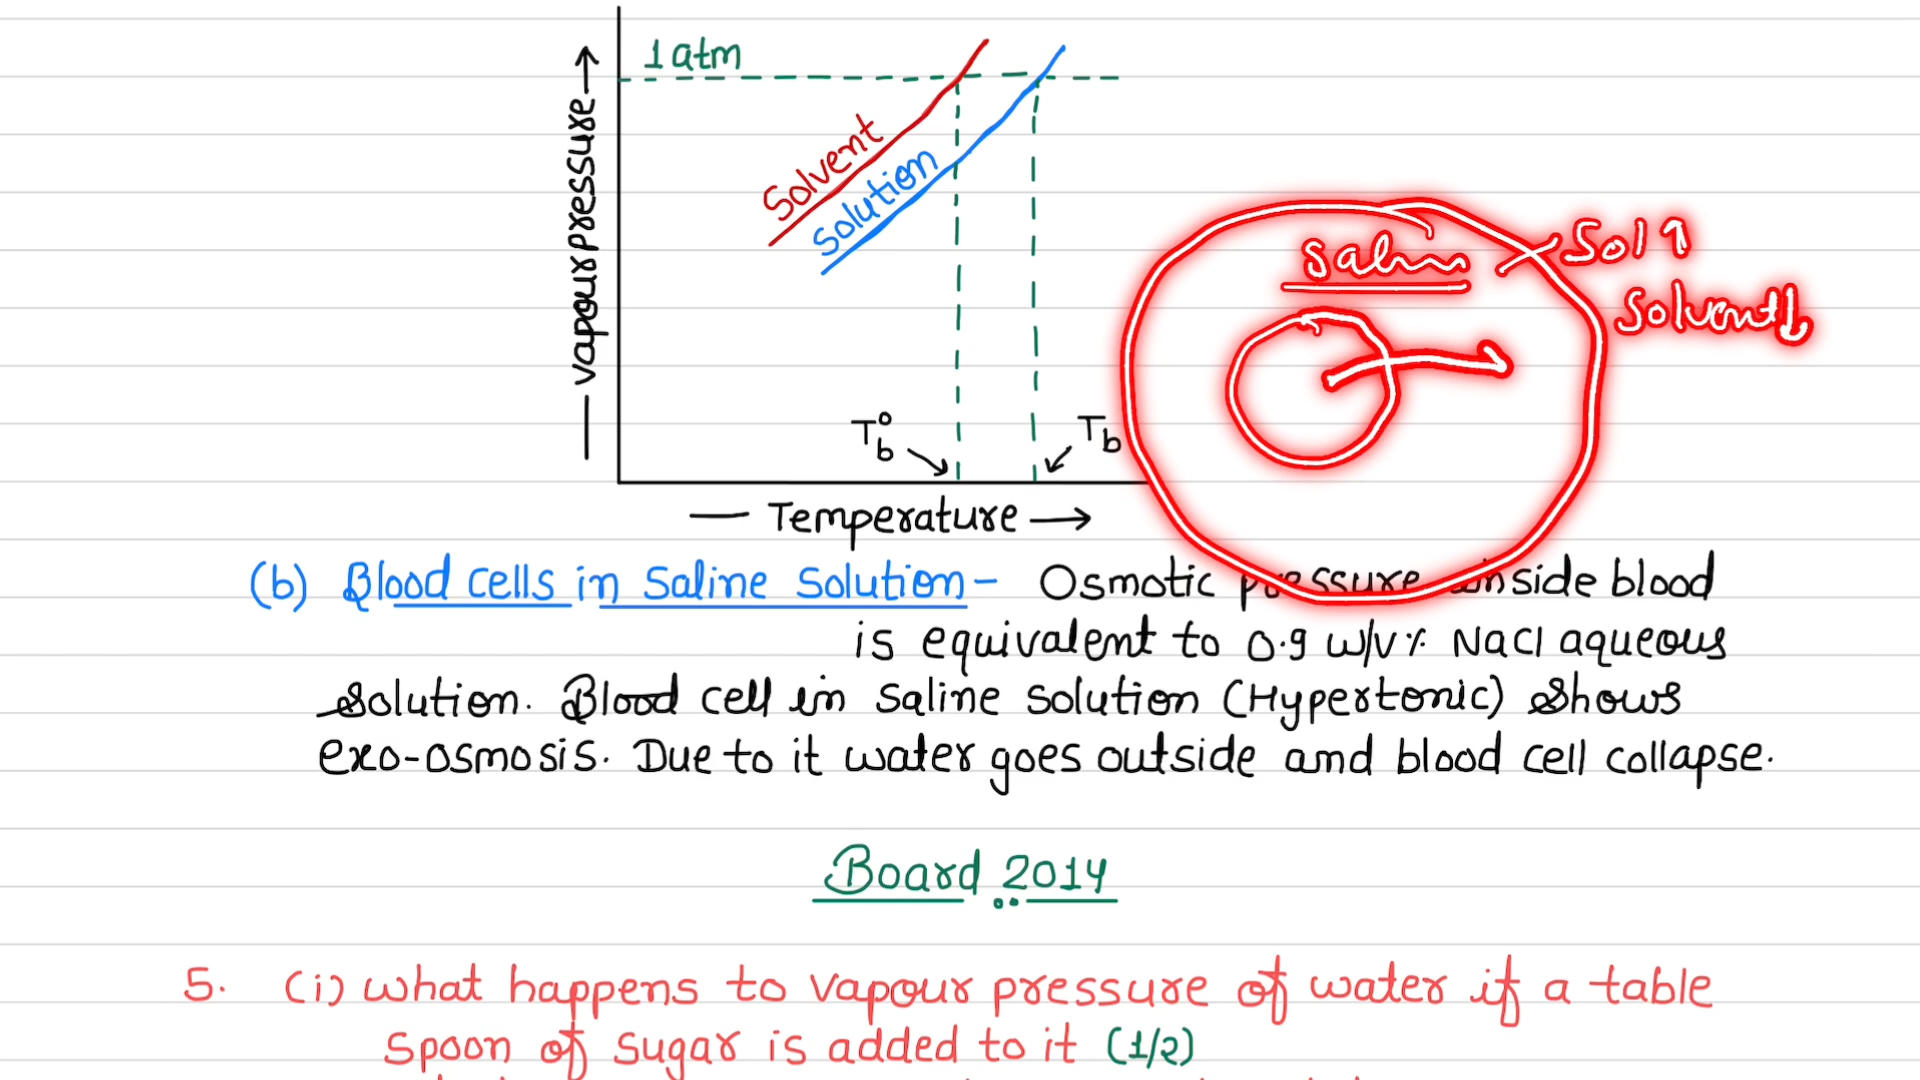 1 atm
Solvent
Solution
vapour pressure
Sol↑
Solvent↓
T°b
Tb
Temperature
(b) Blood cells in Saline Solution - Osmotic pressure inside blood
is equivalent to 0.9 w/v % NaCl aqueous
Solution. Blood cell in Saline Solution (Hypertonic) Shows
exo-osmosis. Due to it water goes outside and blood cell collapse.
Board 2014
5. (i) what happens to vapour pressure of water if a table
Spoon of Sugar is added to it (1/2)